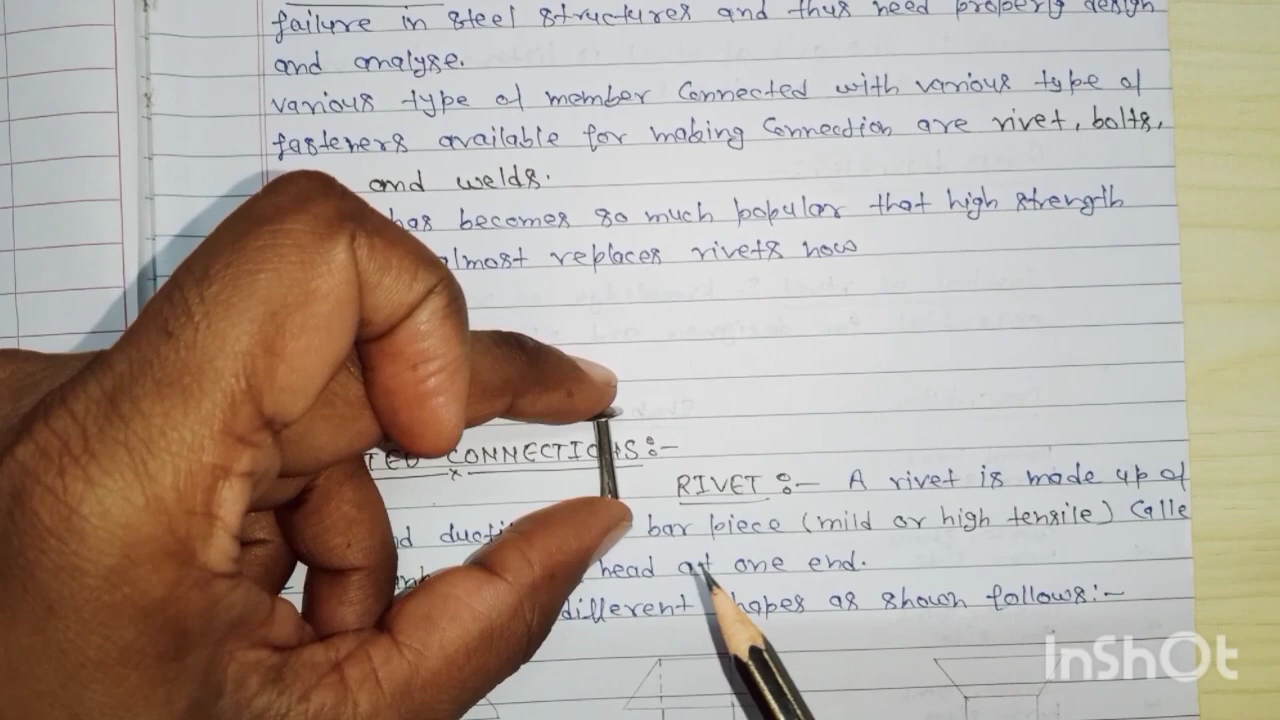 failure in steel structures and thus need properly design
and analyse.
various type of member Connected with various type of
fasteners available for making Connection are rivet, bolts,
and welds.
has becomes so much popular that high strength
almost replaces rivets now
TED CONNECTIONS:-
RIVET :- A rivet is made up of
nd bar piece (mild or high tensile) Calle
head at one end.
different shapes as shown follows:-
InShOt